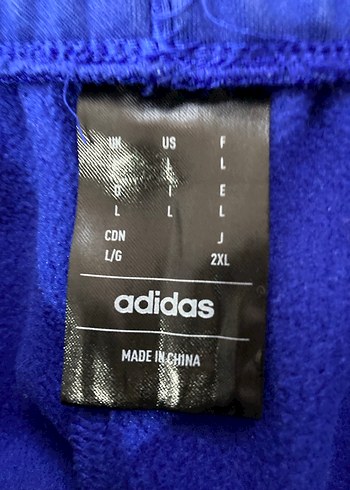 UK US F
L L
D I E
L L L
CDN J
L/G 2XL
adidas
MADE IN CHINA